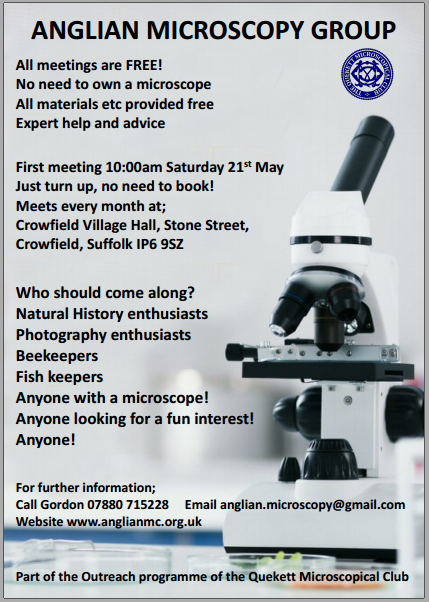 ANGLIAN MICROSCOPY GROUP
All meetings are FREE!
No need to own a microscope
All materials etc provided free
Expert help and advice
THE QUEKETT MICROSCOPICAL CLUB
First meeting 10:00am Saturday 21st May
Just turn up, no need to book!
Meets every month at;
Crowfield Village Hall, Stone Street,
Crowfield, Suffolk IP6 9SZ
Who should come along?
Natural History enthusiasts
Photography enthusiasts
Beekeepers
Fish keepers
Anyone with a microscope!
Anyone looking for a fun interest!
Anyone!
For further information;
Call Gordon 07880 715228 Email anglian.microscopy@gmail.com
Website www.anglianmc.org.uk
Part of the Outreach programme of the Quekett Microscopical Club